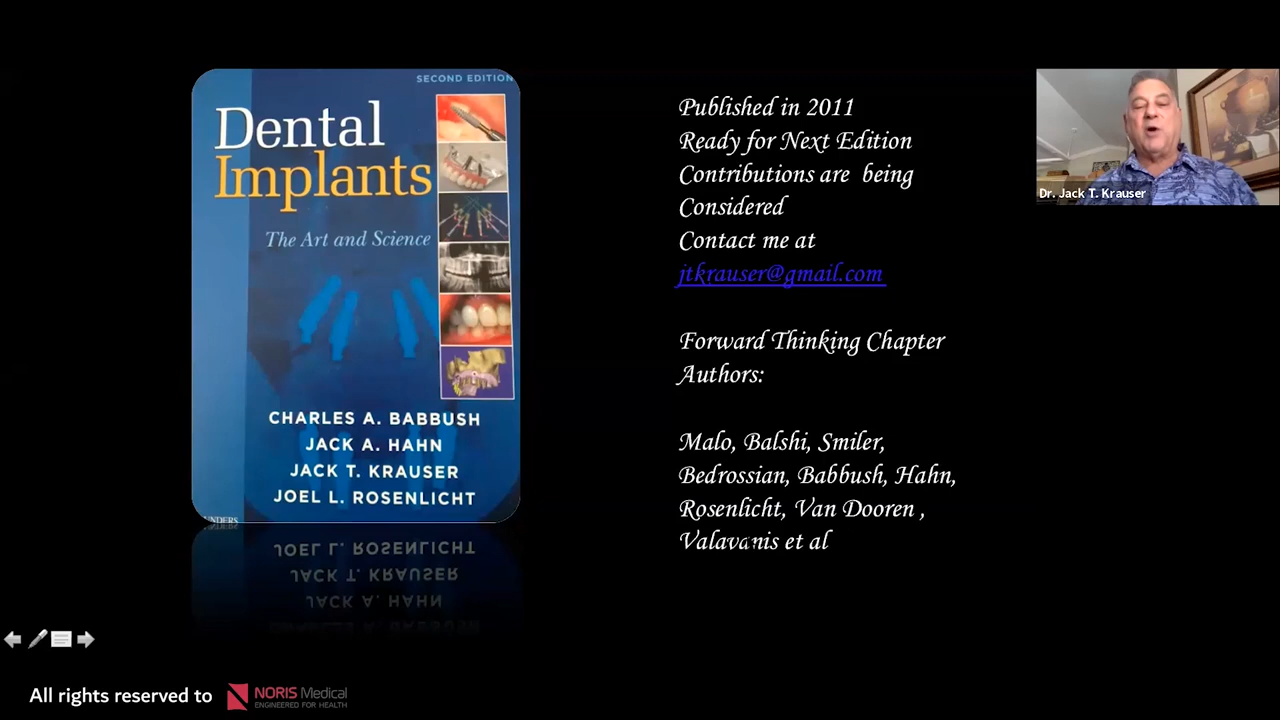 SECOND EDITION
Dental
Implants
The Art and Science
CHARLES A. BABBUSH
JACK A. HAHN
JACK T. KRAUSER
JOEL L. ROSENLICHT
Published in 2011
Ready for Next Edition
Contributions are being
Considered
Contact me at
jtkrauser@gmail.com
Forward Thinking Chapter
Authors:
Malo, Balshi, Smiler,
Bedrossian, Babbush, Hahn,
Rosenlicht, Van Dooren ,
Valavanis et al
Dr. Jack T. Krauser
All rights reserved to
NORIS Medical
ENGINEERED FOR HEALTH